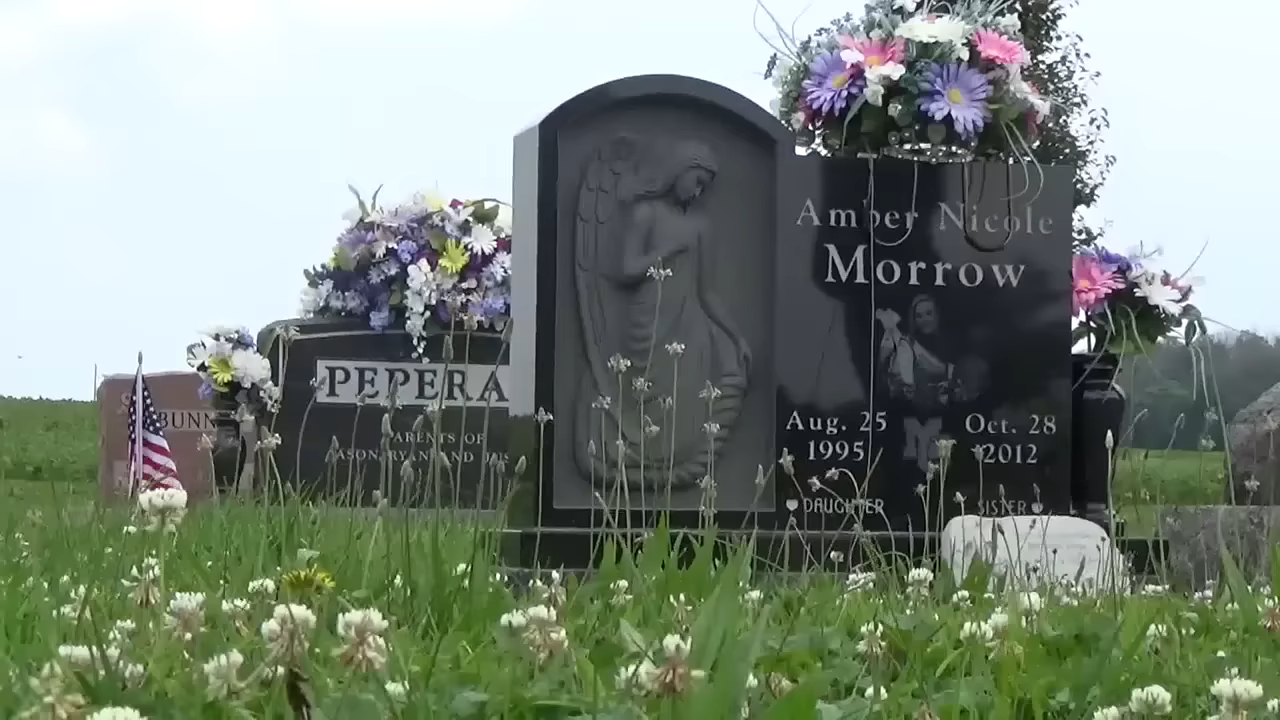 BUNN
PEPERA
PARENTS OF
Amber Nicole
Morrow
Aug. 25
1995
Oct. 28
2012
DAUGHTER
SISTER